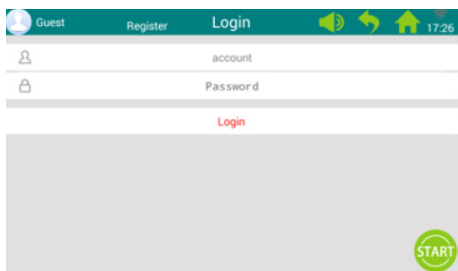 Guest Register Login 17:26
account
Password
Login
START